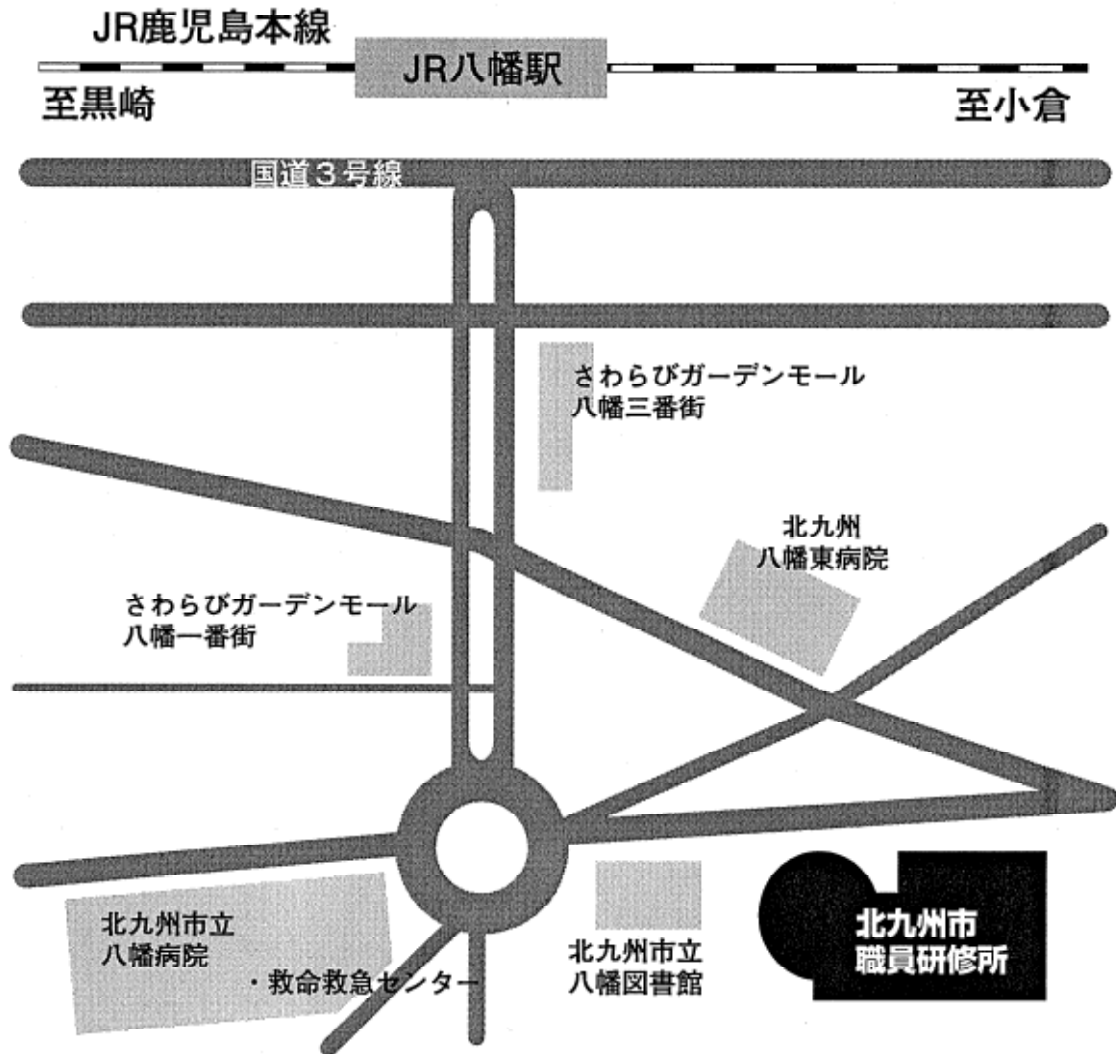 JR鹿児島本線
JR八幡駅
至黒崎
至小倉
国道3号線
さわらびガーデンモール
八幡三番街
北九州
八幡東病院
さわらびガーデンモール
八幡一番街
北九州市立
八幡病院
・救命救急センター
北九州市立
八幡図書館
北九州市
職員研修所